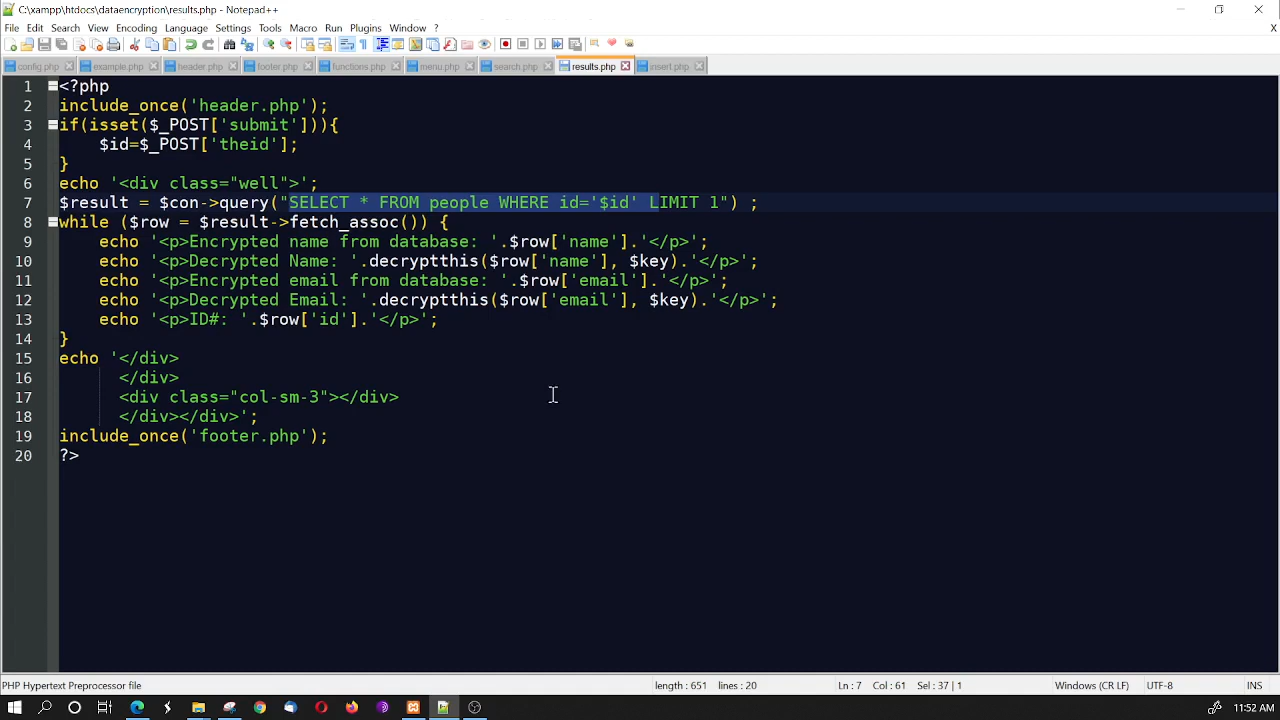 C:\xampp\htdocs\dataencryption\results.php - Notepad++
File Edit Search View Encoding Language Settings Tools Macro Run Plugins Window ?
X
config.php example.php header.php footer.php functions.php menu.php search.php results.php insert.php
1 <?php
2 include_once('header.php');
3 if(isset($_POST['submit'])){
4 $id=$_POST['theid'];
5 }
6 echo '<div class="well">';
7 $result = $con->query("SELECT * FROM people WHERE id='$id' LIMIT 1") ;
8 while ($row = $result->fetch_assoc()) {
9 echo '<p>Encrypted name from database: '.$row['name'].'</p>';
10 echo '<p>Decrypted Name: '.decryptthis($row['name'], $key).'</p>';
11 echo '<p>Encrypted email from database: '.$row['email'].'</p>';
12 echo '<p>Decrypted Email: '.decryptthis($row['email'], $key).'</p>';
13 echo '<p>ID#: '.$row['id'].'</p>';
14 }
15 echo '</div>
16 </div>
17 <div class="col-sm-3"></div>
18 </div></div>';
19 include_once('footer.php');
20 ?>
PHP Hypertext Preprocessor file length : 651 lines : 20 Ln : 7 Col : 61 Sel : 37 | 1 Windows (CR LF) UTF-8 INS
11:52 AM